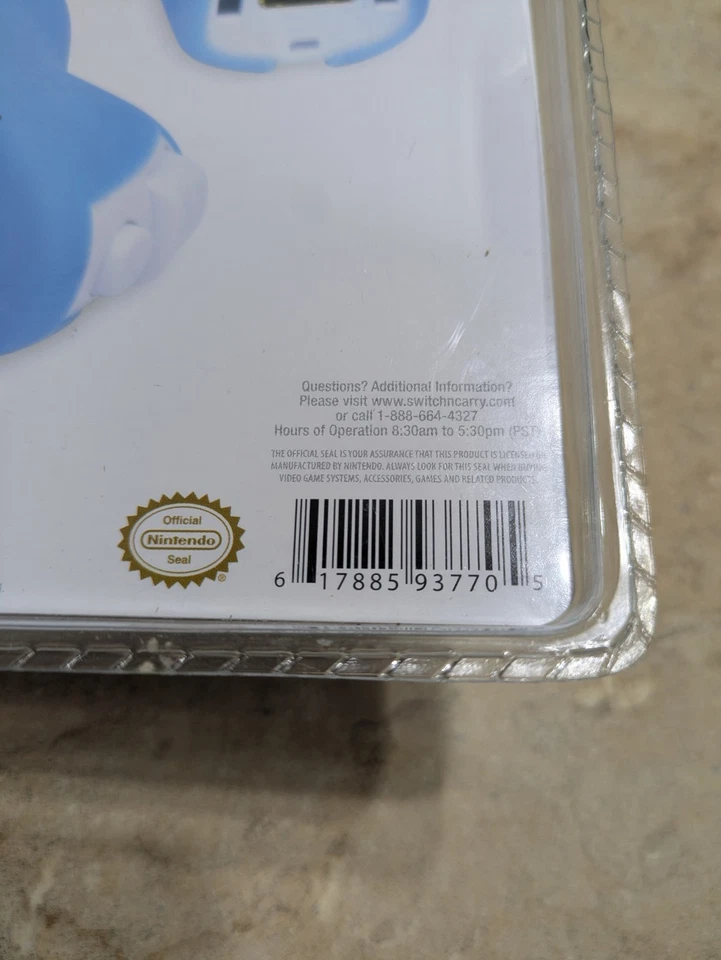 Questions? Additional Information?
Please visit www.switchncarry.com
or call 1-888-664-4327
Hours of Operation 8:30am to 5:30pm (PST)
THE OFFICIAL SEAL IS YOUR ASSURANCE THAT THIS PRODUCT IS LICENSED OR
MANUFACTURED BY NINTENDO. ALWAYS LOOK FOR THIS SEAL WHEN BUYING
VIDEO GAME SYSTEMS, ACCESSORIES, GAMES AND RELATED PRODUCTS.
Official
Nintendo
Seal
®
6 17885 93770 5